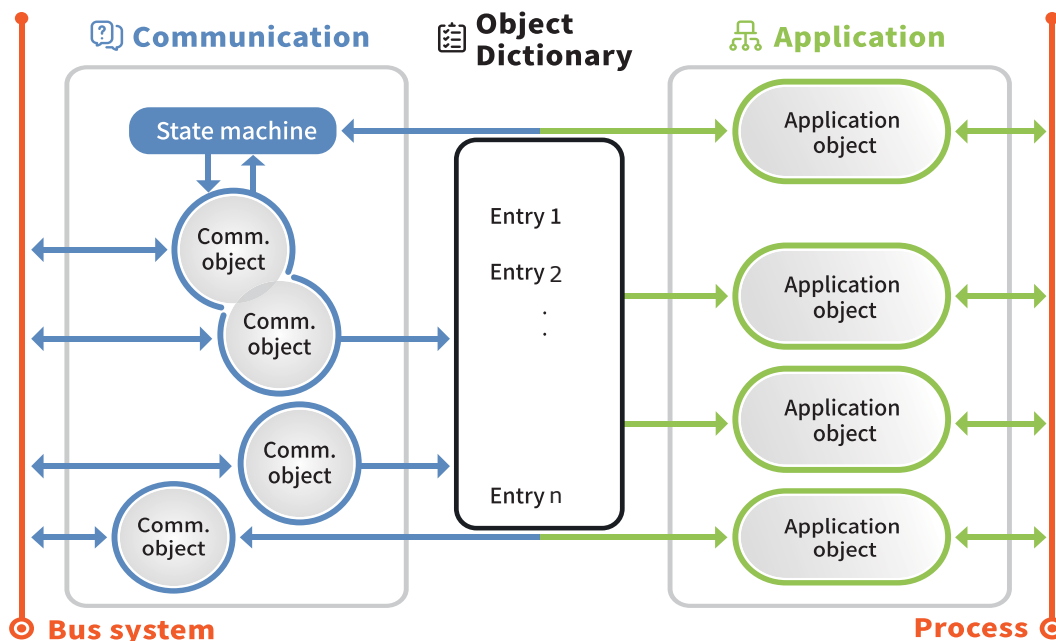 Communication
Object
Dictionary
Application
State machine
Application
object
Entry 1
Comm.
object
Entry 2
Application
object
.
.
Comm.
object
Application
object
Comm.
object
Entry n
Comm.
object
Application
object
Bus system
Process